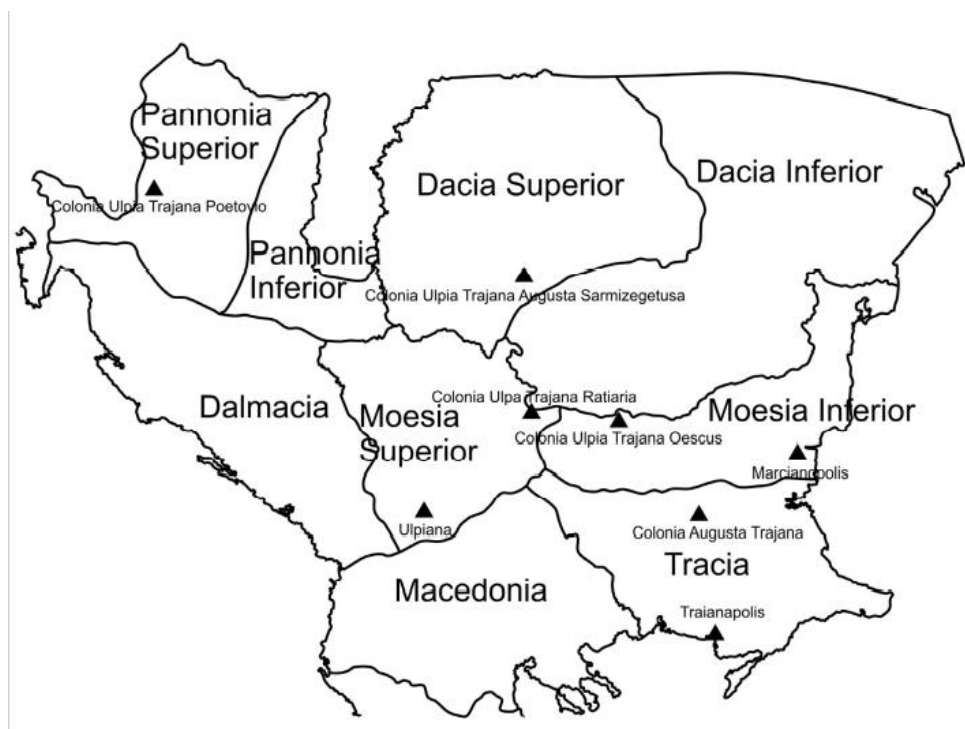 Pannonia
Superior
Colonia Ulpia Trajana Poetovio
Dacia Superior
Dacia Inferior
Pannonia
Inferior
Colonia Ulpia Trajana Augusta Sarmizegetusa
Dalmacia
Colonia Ulpa Trajana Ratiaria
Moesia
Superior
Moesia Inferior
Colonia Ulpia Trajana Oescus
Marcianopolis
Ulpiana
Colonia Augusta Trajana
Tracia
Macedonia
Traianapolis